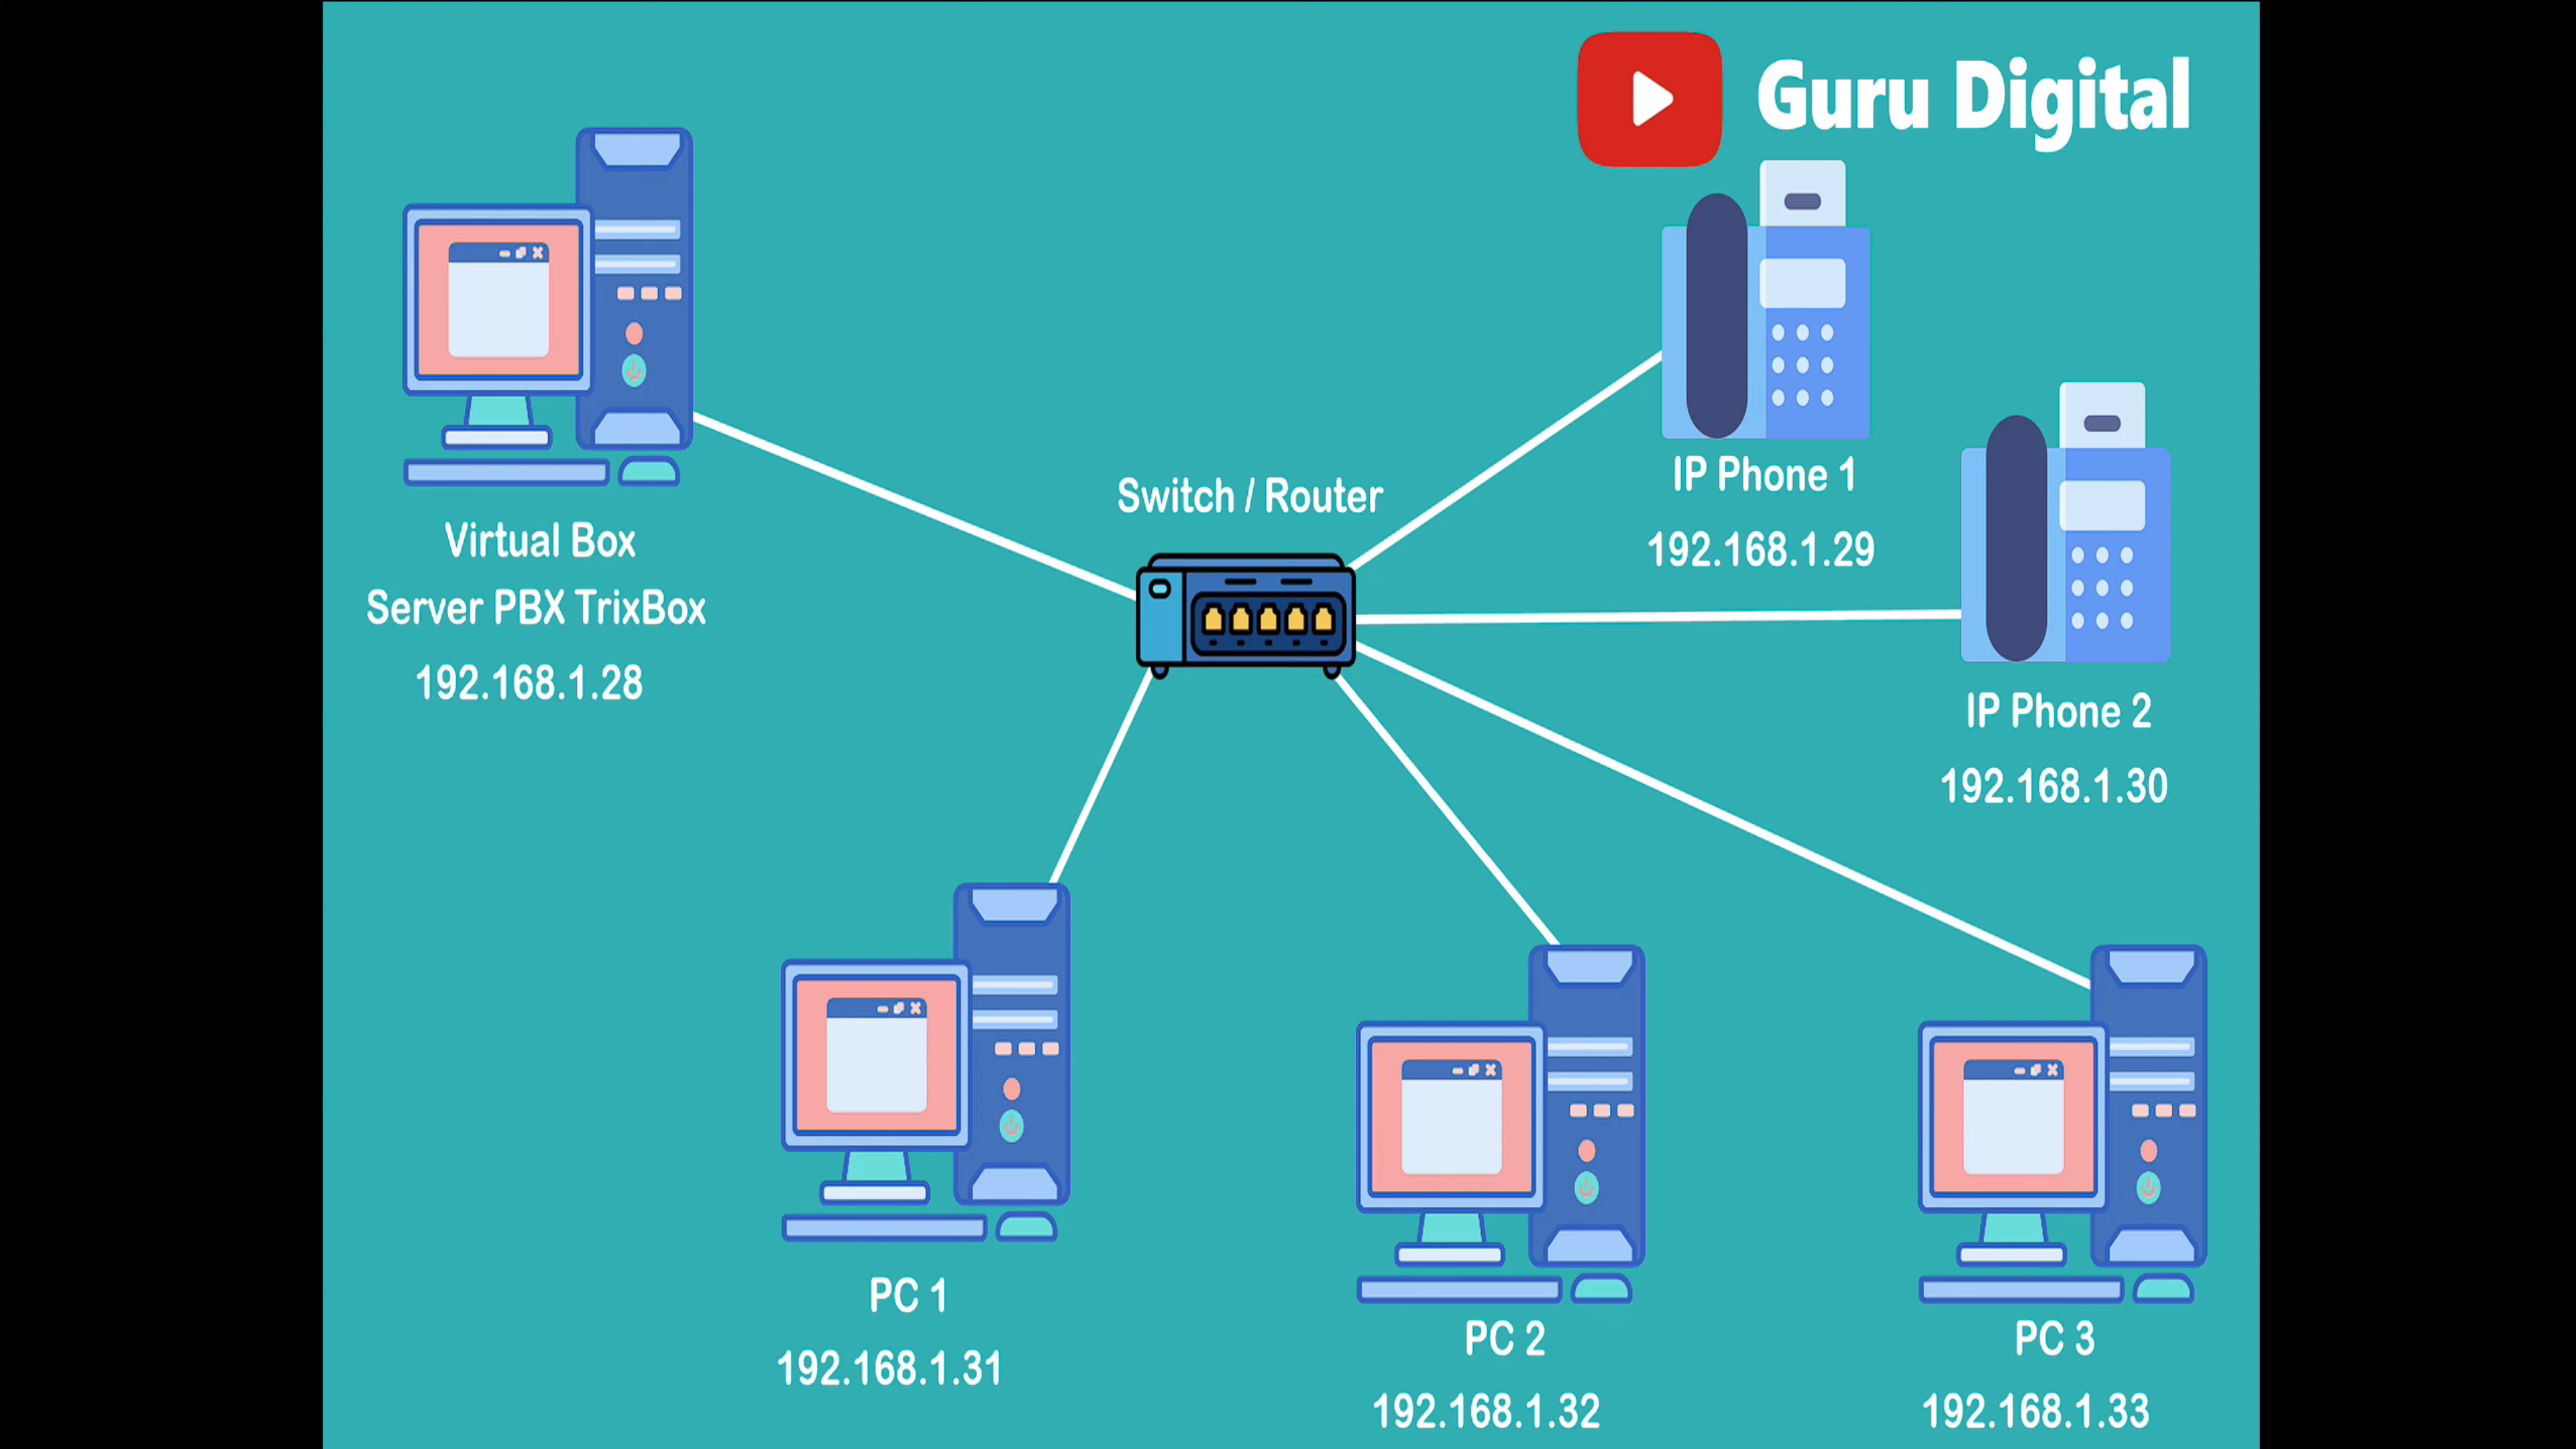 Guru Digital
Virtual Box
Server PBX TrixBox
192.168.1.28
Switch / Router
IP Phone 1
192.168.1.29
IP Phone 2
192.168.1.30
PC 1
192.168.1.31
PC 2
192.168.1.32
PC 3
192.168.1.33